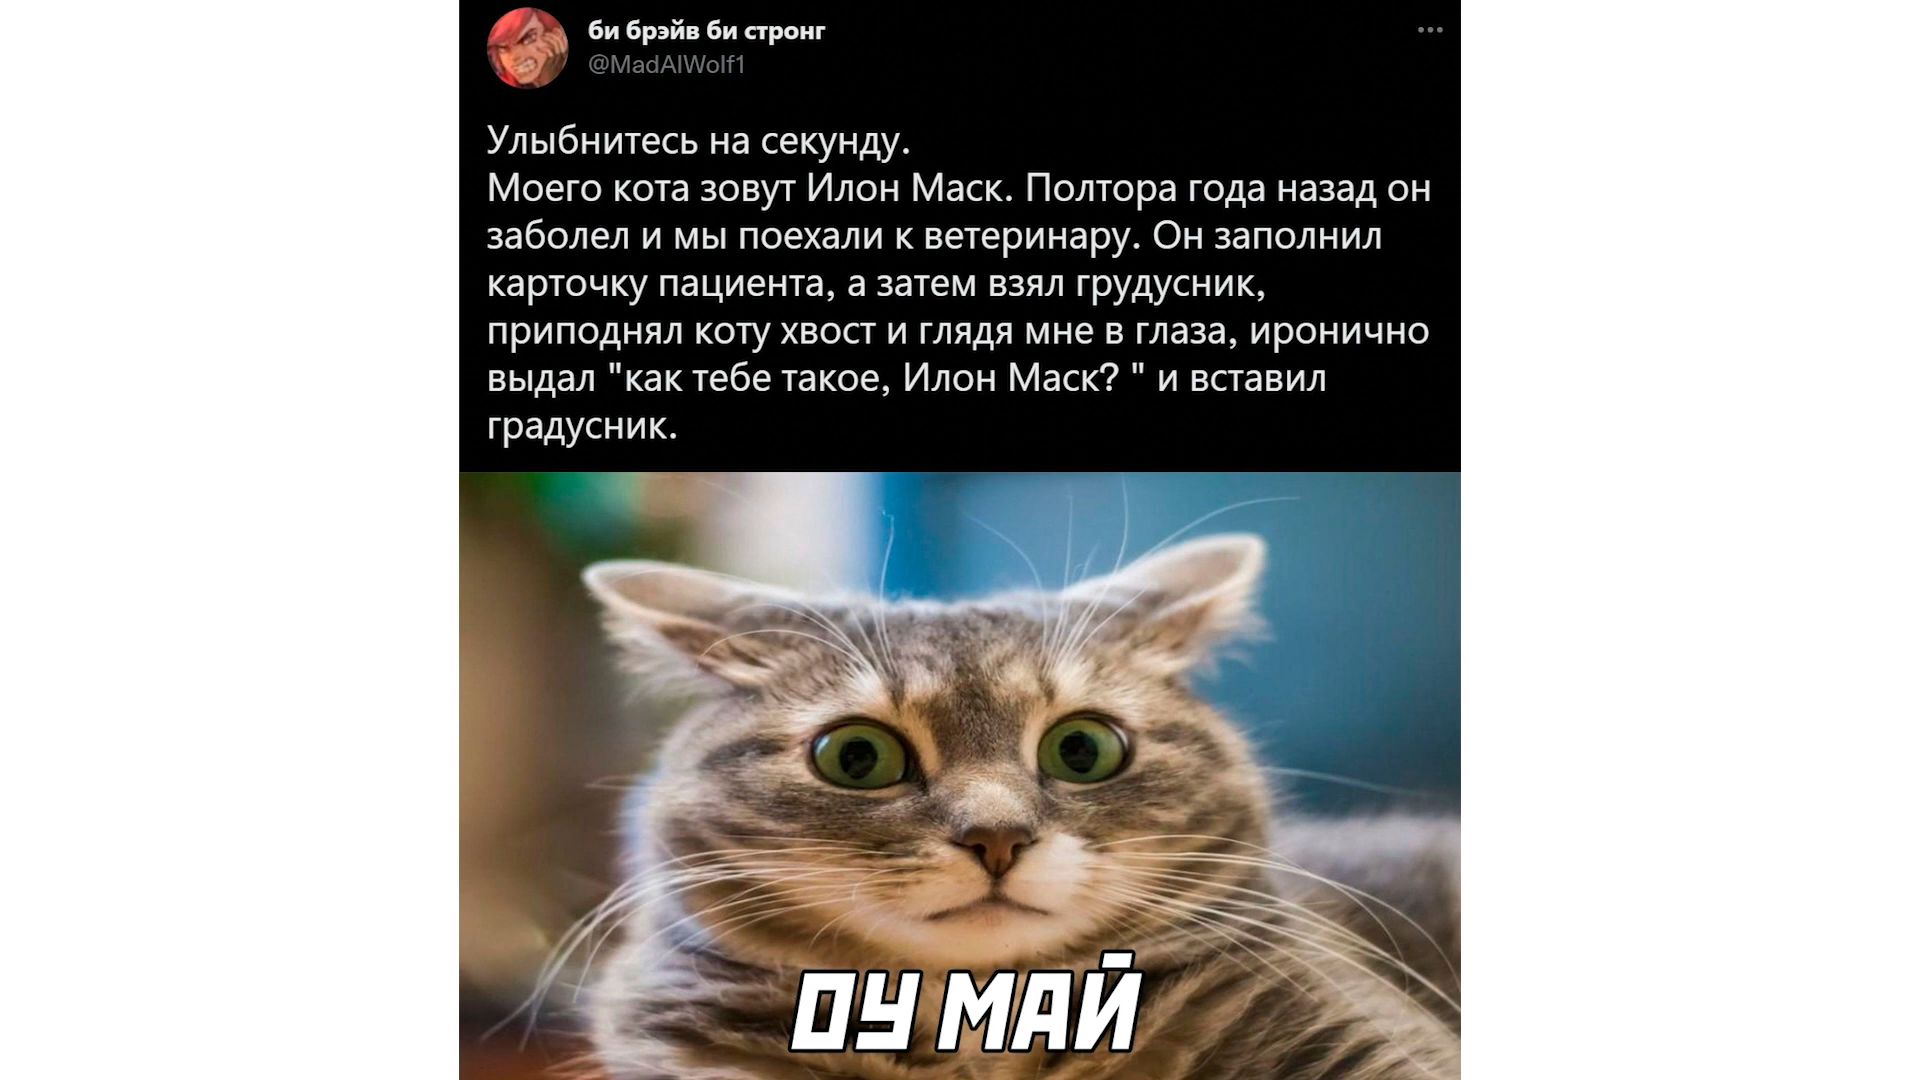 би брэйв би стронг
@MadAIWolf1
Улыбнитесь на секунду.
Моего кота зовут Илон Маск. Полтора года назад он
заболел и мы поехали к ветеринару. Он заполнил
карточку пациента, а затем взял грудусник,
приподнял коту хвост и глядя мне в глаза, иронично
выдал "как тебе такое, Илон Маск? " и вставил
градусник.
ОУ МАЙ